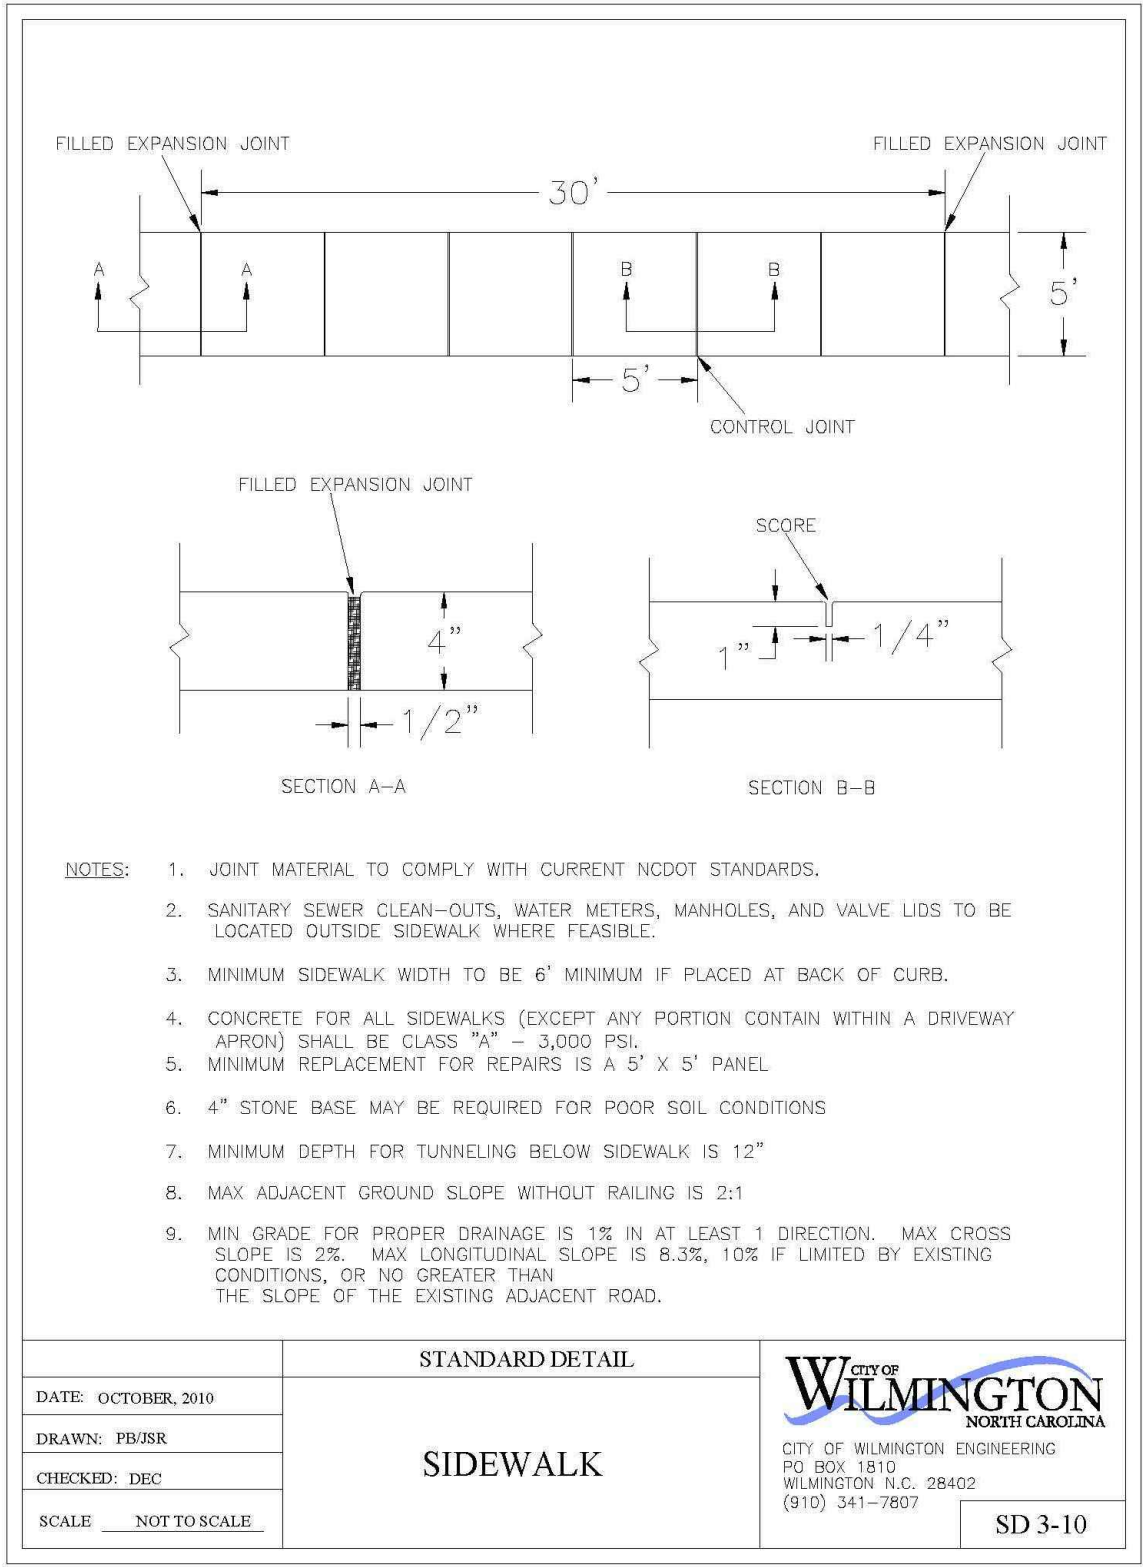 FILLED EXPANSION JOINT
FILLED EXPANSION JOINT
30'
A
A
B
B
5'
5'
CONTROL JOINT
FILLED EXPANSION JOINT
SCORE
4"
1"
1/4"
1/2"
SECTION A-A
SECTION B-B
NOTES: 1. JOINT MATERIAL TO COMPLY WITH CURRENT NCDOT STANDARDS.
2. SANITARY SEWER CLEAN-OUTS, WATER METERS, MANHOLES, AND VALVE LIDS TO BE
LOCATED OUTSIDE SIDEWALK WHERE FEASIBLE.
3. MINIMUM SIDEWALK WIDTH TO BE 6' MINIMUM IF PLACED AT BACK OF CURB.
4. CONCRETE FOR ALL SIDEWALKS (EXCEPT ANY PORTION CONTAIN WITHIN A DRIVEWAY
APRON) SHALL BE CLASS "A" - 3,000 PSI.
5. MINIMUM REPLACEMENT FOR REPAIRS IS A 5' X 5' PANEL
6. 4" STONE BASE MAY BE REQUIRED FOR POOR SOIL CONDITIONS
7. MINIMUM DEPTH FOR TUNNELING BELOW SIDEWALK IS 12"
8. MAX ADJACENT GROUND SLOPE WITHOUT RAILING IS 2:1
9. MIN GRADE FOR PROPER DRAINAGE IS 1% IN AT LEAST 1 DIRECTION. MAX CROSS
SLOPE IS 2%. MAX LONGITUDINAL SLOPE IS 8.3%, 10% IF LIMITED BY EXISTING
CONDITIONS, OR NO GREATER THAN
THE SLOPE OF THE EXISTING ADJACENT ROAD.
STANDARD DETAIL
SIDEWALK
DATE: OCTOBER, 2010
DRAWN: PB/JSR
CHECKED: DEC
SCALE NOT TO SCALE
CITY OF
WILMINGTON
NORTH CAROLINA
CITY OF WILMINGTON ENGINEERING
PO BOX 1810
WILMINGTON N.C. 28402
(910) 341-7807
SD 3-10